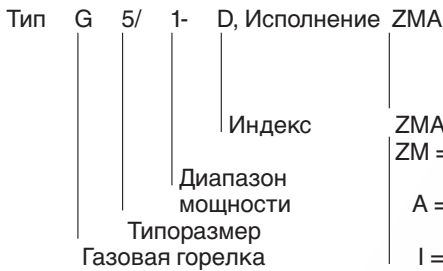 Тип G 5/ 1- D, Исполнение ZMA
Индекс ZMA
ZM =
Диапазон
мощности A =
Типоразмер
Газовая горелка I =